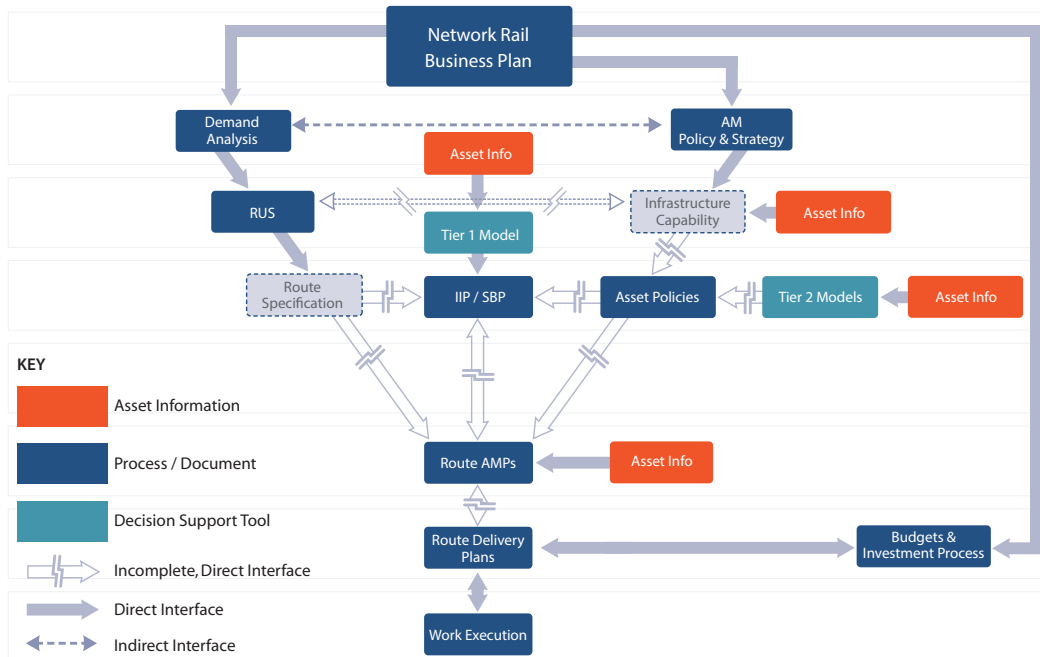 Network Rail
Business Plan
Demand
Analysis
AM
Policy & Strategy
Asset Info
RUS
Infrastructure
Capability
Asset Info
Tier 1 Model
Route
Specification
IIP / SBP
Asset Policies
Tier 2 Models
Asset Info
KEY
Asset Information
Process / Document
Route AMPs
Asset Info
Decision Support Tool
Route Delivery
Plans
Budgets &
Investment Process
Incomplete, Direct Interface
Direct Interface
Indirect Interface
Work Execution